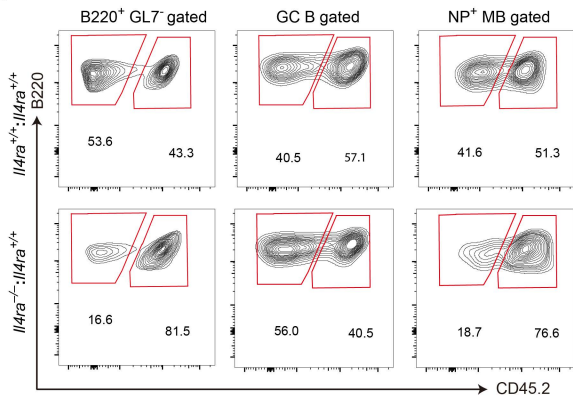 B220⁺ GL7⁻ gated
GC B gated
NP⁺ MB gated
Il4ra⁺/⁺:Il4ra⁺/⁺
B220
53.6
43.3
40.5
57.1
41.6
51.3
Il4ra⁻/⁻:Il4ra⁺/⁺
16.6
81.5
56.0
40.5
18.7
76.6
CD45.2